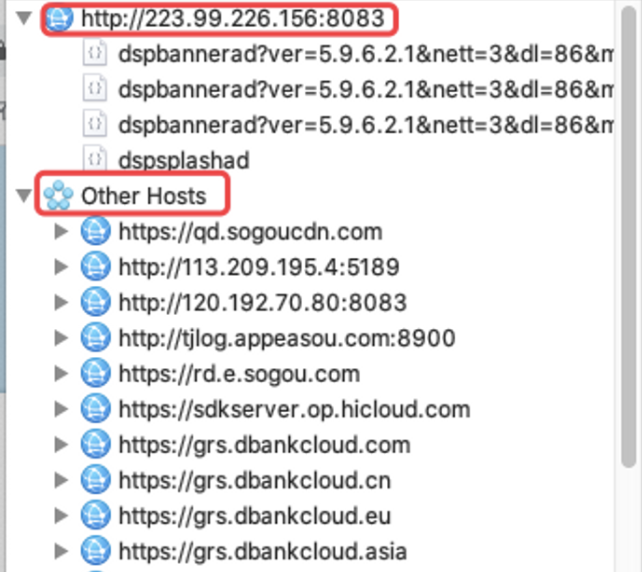 http://223.99.226.156:8083
dspbannerad?ver=5.9.6.2.1&nett=3&dl=86&m
dspbannerad?ver=5.9.6.2.1&nett=3&dl=86&m
dspbannerad?ver=5.9.6.2.1&nett=3&dl=86&m
dspsplashad
Other Hosts
https://qd.sogoucdn.com
http://113.209.195.4:5189
http://120.192.70.80:8083
http://tjlog.appeasou.com:8900
https://rd.e.sogou.com
https://sdkserver.op.hicloud.com
https://grs.dbankcloud.com
https://grs.dbankcloud.cn
https://grs.dbankcloud.eu
https://grs.dbankcloud.asia